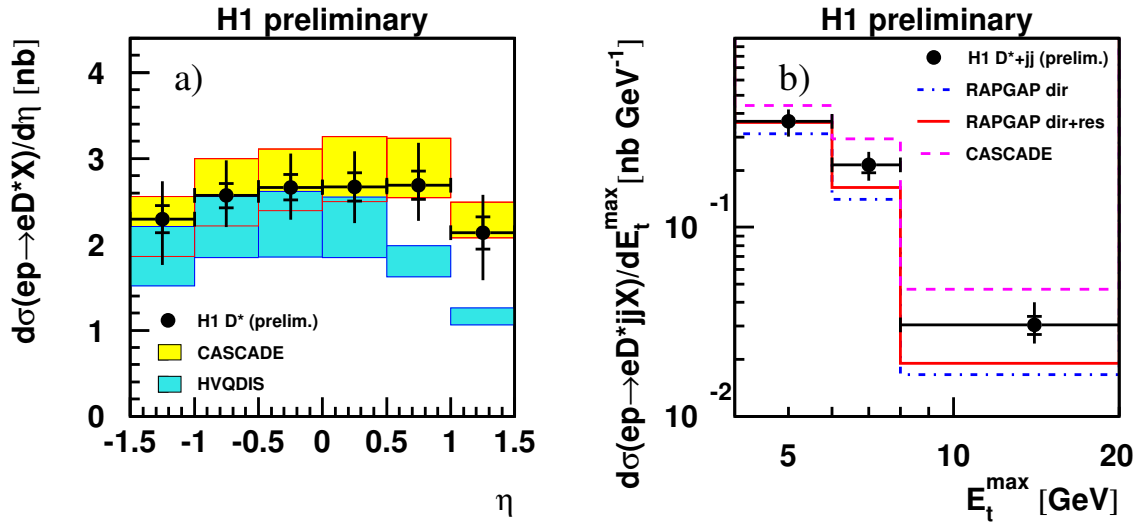 H1 preliminary
dσ(ep→eD*X)/dη [nb]
a)
4
3
2
1
0
H1 D* (prelim.)
CASCADE
HVQDIS
-1.5 -1 -0.5 0 0.5 1 1.5
η
H1 preliminary
dσ(ep→eD*jjX)/dE_t^max [nb GeV^-1]
b)
H1 D*+jj (prelim.)
RAPGAP dir
RAPGAP dir+res
CASCADE
10^-1
10^-2
5 10 20
E_t^max [GeV]